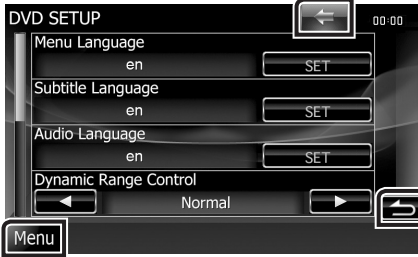 DVD SETUP
00:00
Menu Language
en
SET
Subtitle Language
en
SET
Audio Language
en
SET
Dynamic Range Control
Normal
Menu